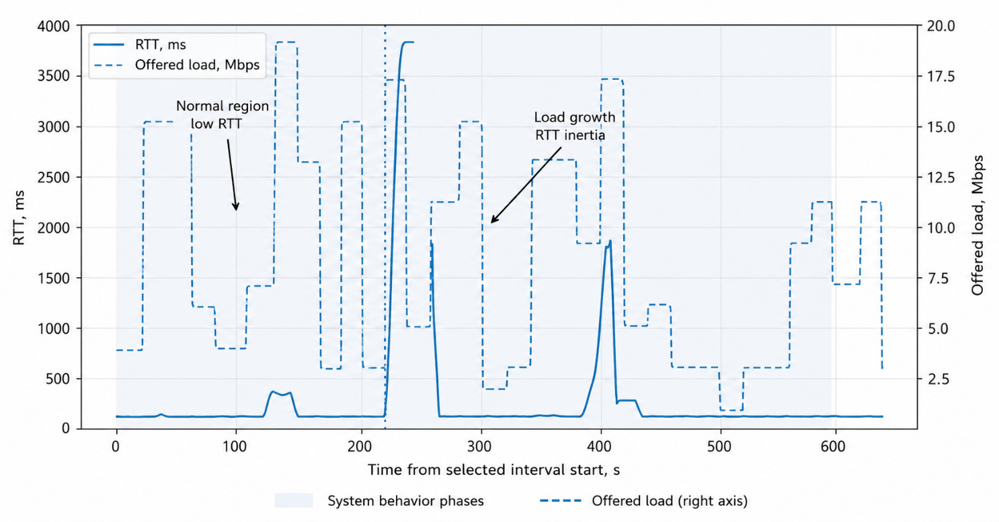 4000
3500
3000
2500
2000
1500
1000
500
0
RTT, ms
20.0
17.5
15.0
12.5
10.0
7.5
5.0
2.5
Offered load, Mbps
RTT, ms
Offered load, Mbps
Normal region
low RTT
Load growth
RTT inertia
0 100 200 300 400 500 600
Time from selected interval start, s
System behavior phases Offered load (right axis)